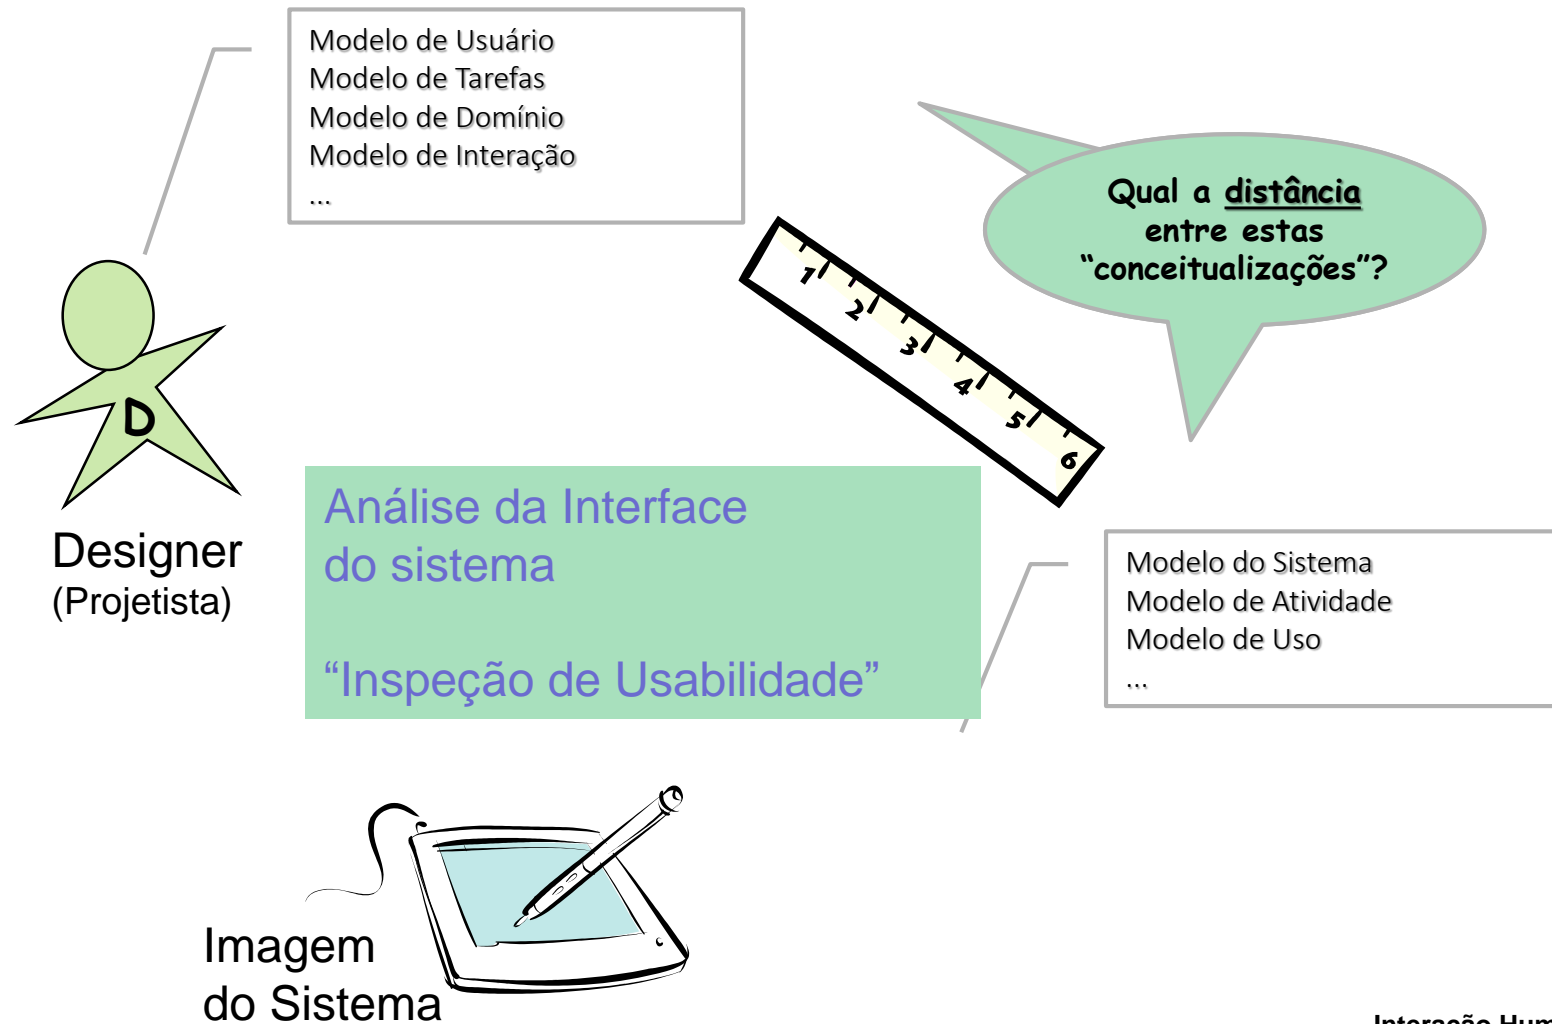 Modelo de Usuário
Modelo de Tarefas
Modelo de Domínio
Modelo de Interação
...
Qual a distância
entre estas
“conceitualizações”?
1
2
3
4
5
6
D
Designer
(Projetista)
Análise da Interface
do sistema
“Inspeção de Usabilidade”
Modelo do Sistema
Modelo de Atividade
Modelo de Uso
...
Imagem
do Sistema
Interação Hum